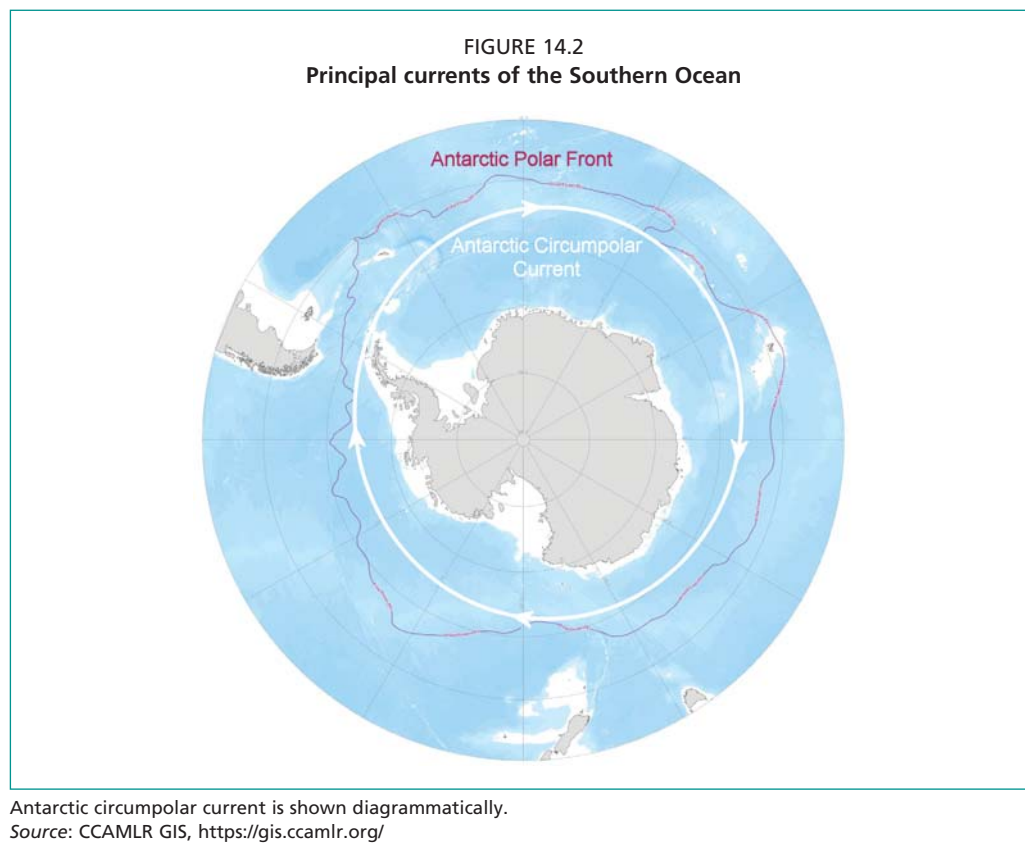 FIGURE 14.2
Principal currents of the Southern Ocean
Antarctic Polar Front
Antarctic Circumpolar
Current
Antarctic circumpolar current is shown diagrammatically.
Source: CCAMLR GIS, https://gis.ccamlr.org/